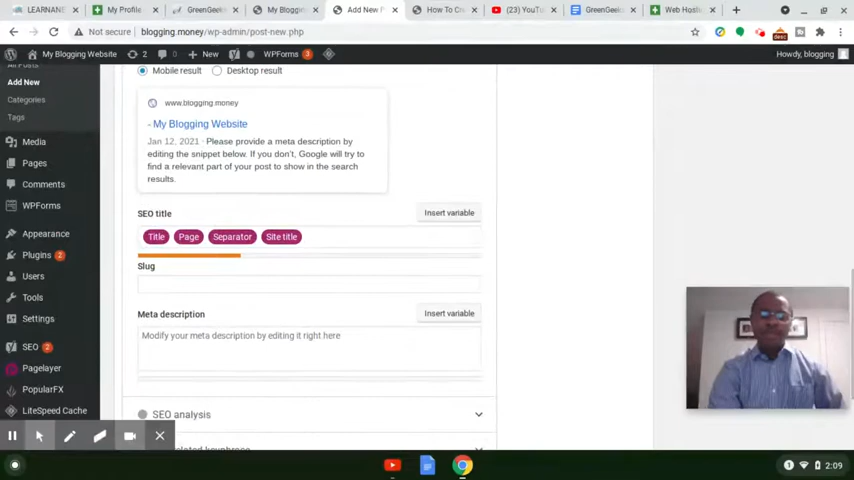 LEARNAND
My Profile
GreenGeeks
My Bloggin
Add New P
How To Cr
(23) YouTu
GreenGeeks
Web Hosti
Not secure | blogging.money/wp-admin/post-new.php
My Blogging Website
2
0
New
WPForms 3
Howdy, blogging
All Posts
Add New
Categories
Tags
Media
Pages
Comments
WPForms
Appearance
Plugins 2
Users
Tools
Settings
SEO 2
Pagelayer
PopularFX
LiteSpeed Cache
Mobile result
Desktop result
www.blogging.money
- My Blogging Website
Jan 12, 2021 · Please provide a meta description by
editing the snippet below. If you don't, Google will try to
find a relevant part of your post to show in the search
results.
SEO title
Insert variable
Title Page Separator Site title
Slug
Meta description
Insert variable
Modify your meta description by editing it right here
SEO analysis
2:09